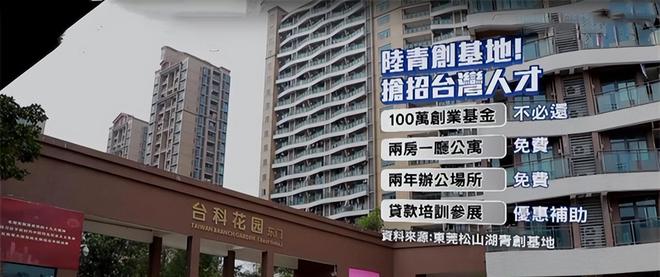 陸青創基地!
搶招台灣人才
100萬創業基金 不必還
兩房一廳公寓 免費
兩年辦公場所 免費
貸款培訓參展 優惠補助
資料來源:東莞松山湖青創基地
台科花园 东门